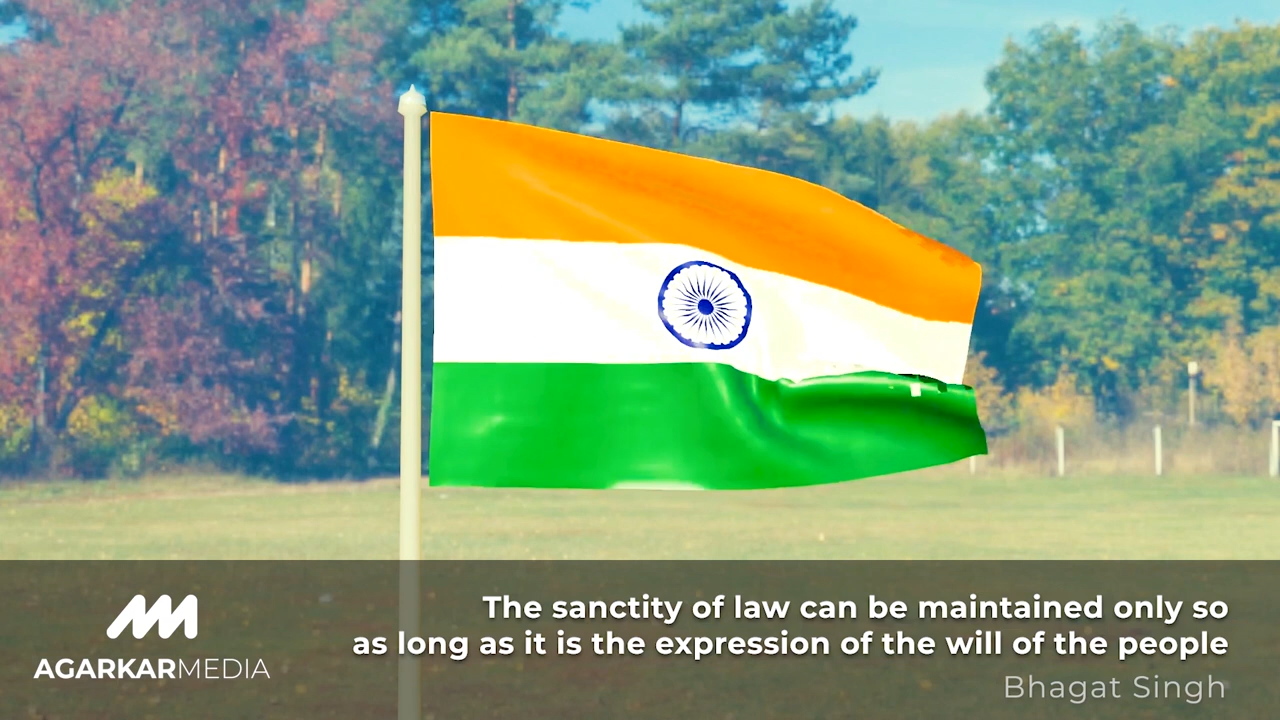 The sanctity of law can be maintained only so
as long as it is the expression of the will of the people
Bhagat Singh
AGARKARMEDIA